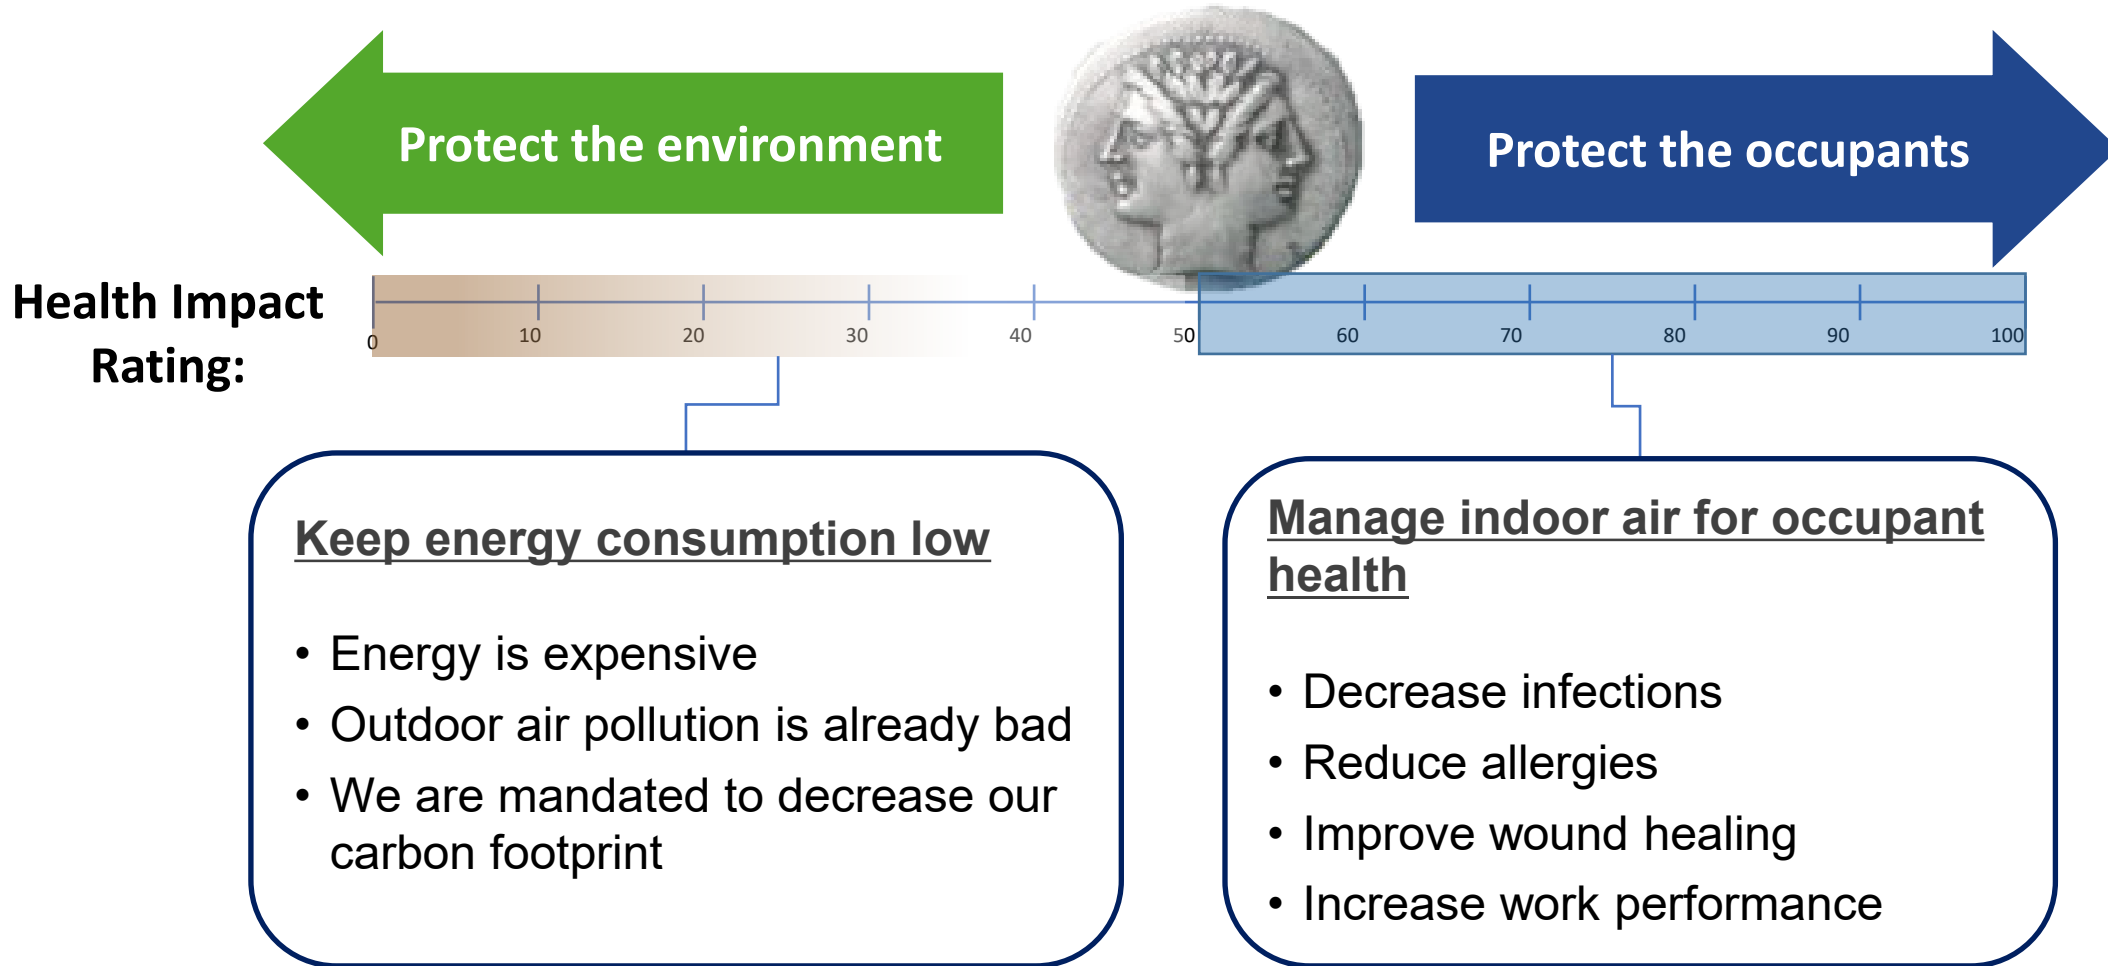 Protect the environment
Protect the occupants
Health Impact
Rating:
0
10
20
30
40
50
60
70
80
90
100
Keep energy consumption low
• Energy is expensive
• Outdoor air pollution is already bad
• We are mandated to decrease our
carbon footprint
Manage indoor air for occupant
health
• Decrease infections
• Reduce allergies
• Improve wound healing
• Increase work performance